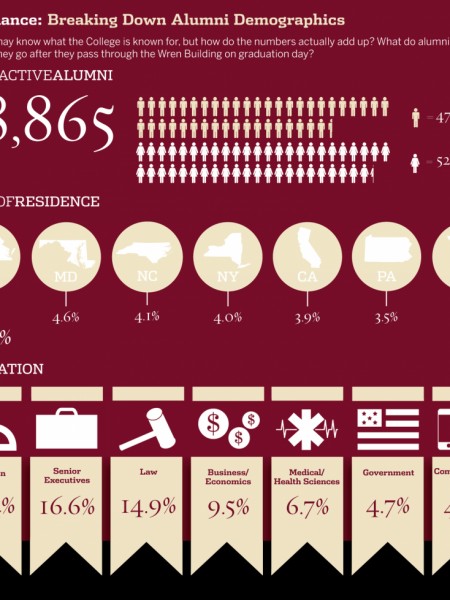 ance: Breaking Down Alumni Demographics
may know what the College is known for, but how do the numbers actually add up? What do alumni
hey go after they pass through the Wren Building on graduation day?
ACTIVEALUMNI
8,865
= 47
= 52
OFRESIDENCE
MD NC NY CA PA
4.6% 4.1% 4.0% 3.9% 3.5%
%
ATION
n Senior Executives Law Business/ Economics Medical/ Health Sciences Government Com
% 16.6% 14.9% 9.5% 6.7% 4.7% 4